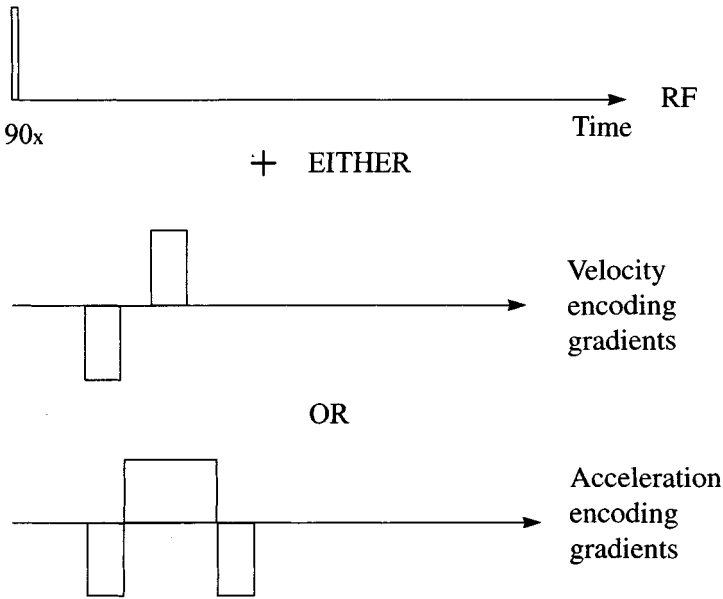 RF
90x
Time
+ EITHER
Velocity
encoding
gradients
OR
Acceleration
encoding
gradients